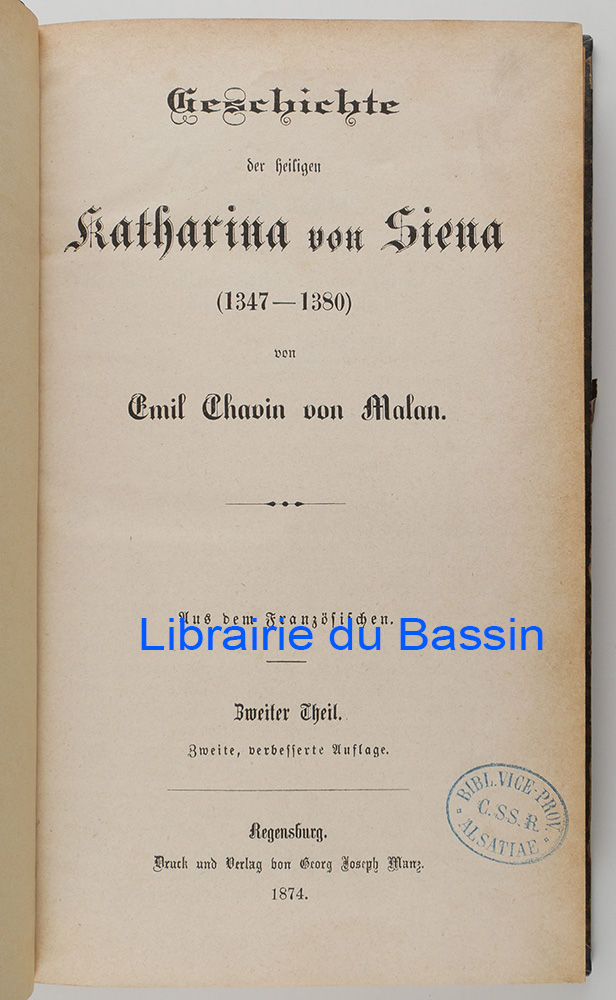 Geschichte
der heiligen
Katharina von Siena
(1347—1380)
von
Emil Chavin von Malan.
Aus dem Französischen.
Librairie du Bassin
Zweiter Theil.
Zweite, verbesserte Auflage.
BIBL. VICE-PROV.
C.SS.R.
ALSATIAE
Regensburg.
Druck und Verlag von Georg Joseph Manz.
1874.